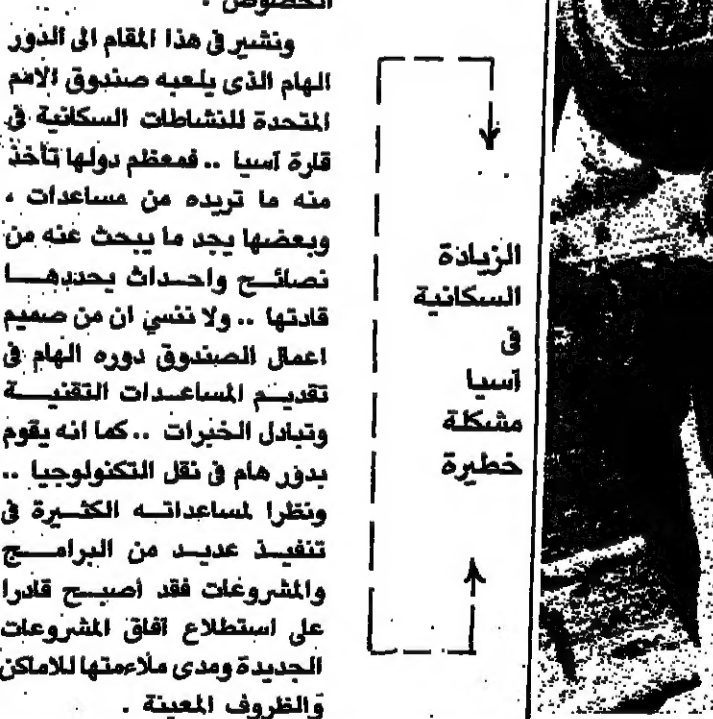 الخصوص .
ونشير في هذا المقام الى الدور
الهام الذى يلعبه صندوق الامم
المتحدة للنشاطات السكانية في
قارة آسيا .. فمعظم دولها تأخذ
منه ما تريده من مساعدات ،
وبعضها يجد ما يبحث عنه من
نصائح واحداث يحددها
قادتها .. ولا ننسي ان من صميم
اعمال الصندوق دوره الهام في
تقديم المساعدات التقنية
وتبادل الخبرات .. كما انه يقوم
بدور هام في نقل التكنولوجيا ..
ونظرا لمساعداته الكثيرة في
تنفيذ عديد من البرامج
والمشروعات فقد أصبح قادرا
على استطلاع آفاق المشروعات
الجديدة ومدى ملاءمتها للاماكن
والظروف المعينة .
الزيادة
السكانية
في
آسيا
مشكلة
خطيرة